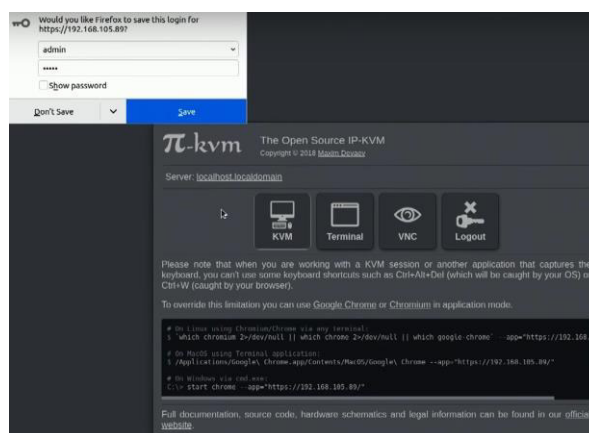 Would you like Firefox to save this login for
https://192.168.105.89?
admin
•••••
Show password
Don't Save
Save
π-kvm
The Open Source IP-KVM
Copyright © 2018 Maxim Devaev
Server: localhost.localdomain
KVM
Terminal
VNC
Logout
Please note that when you are working with a KVM session or another application that captures the
keyboard, you can't use some keyboard shortcuts such as Ctrl+Alt+Del (which will be caught by your OS) or
Ctrl+W (caught by your browser).
To override this limitation you can use Google Chrome or Chromium in application mode.
# On Linux using Chromium/Chrome via any terminal:
$ `which chromium 2>/dev/null || which chrome 2>/dev/null || which google-chrome` --app="https://192.168.
# On MacOS using Terminal application:
$ /Applications/Google\ Chrome.app/Contents/MacOS/Google\ Chrome --app="https://192.168.105.89/"
# On Windows via cmd.exe:
C:\> start chrome --app="https://192.168.105.89/"
Full documentation, source code, hardware schematics and legal information can be found in our official
website.